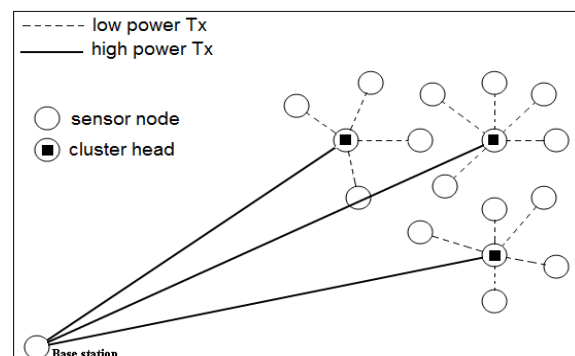 low power Tx
high power Tx
sensor node
cluster head
Base station